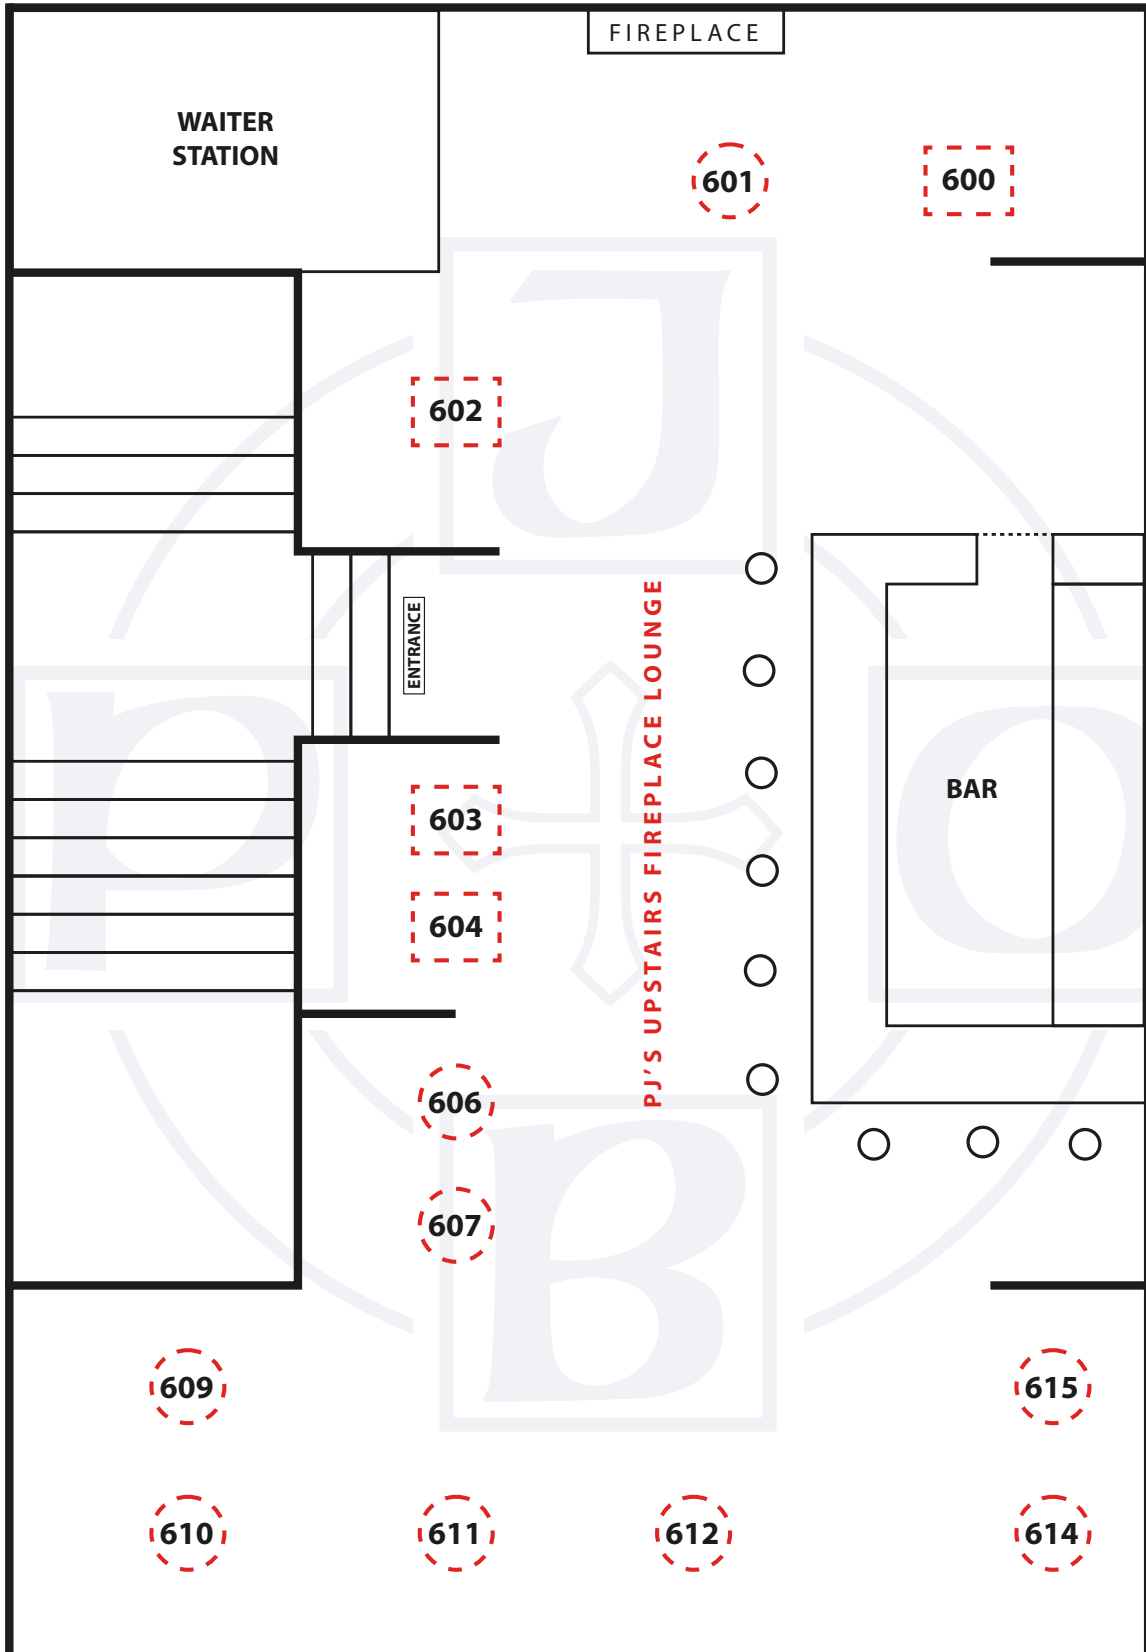 FIREPLACE
WAITER
STATION
601
600
602
ENTRANCE
PJ'S UPSTAIRS FIREPLACE LOUNGE
603
BAR
604
606
607
609
615
610
611
612
614
J
P
O
B